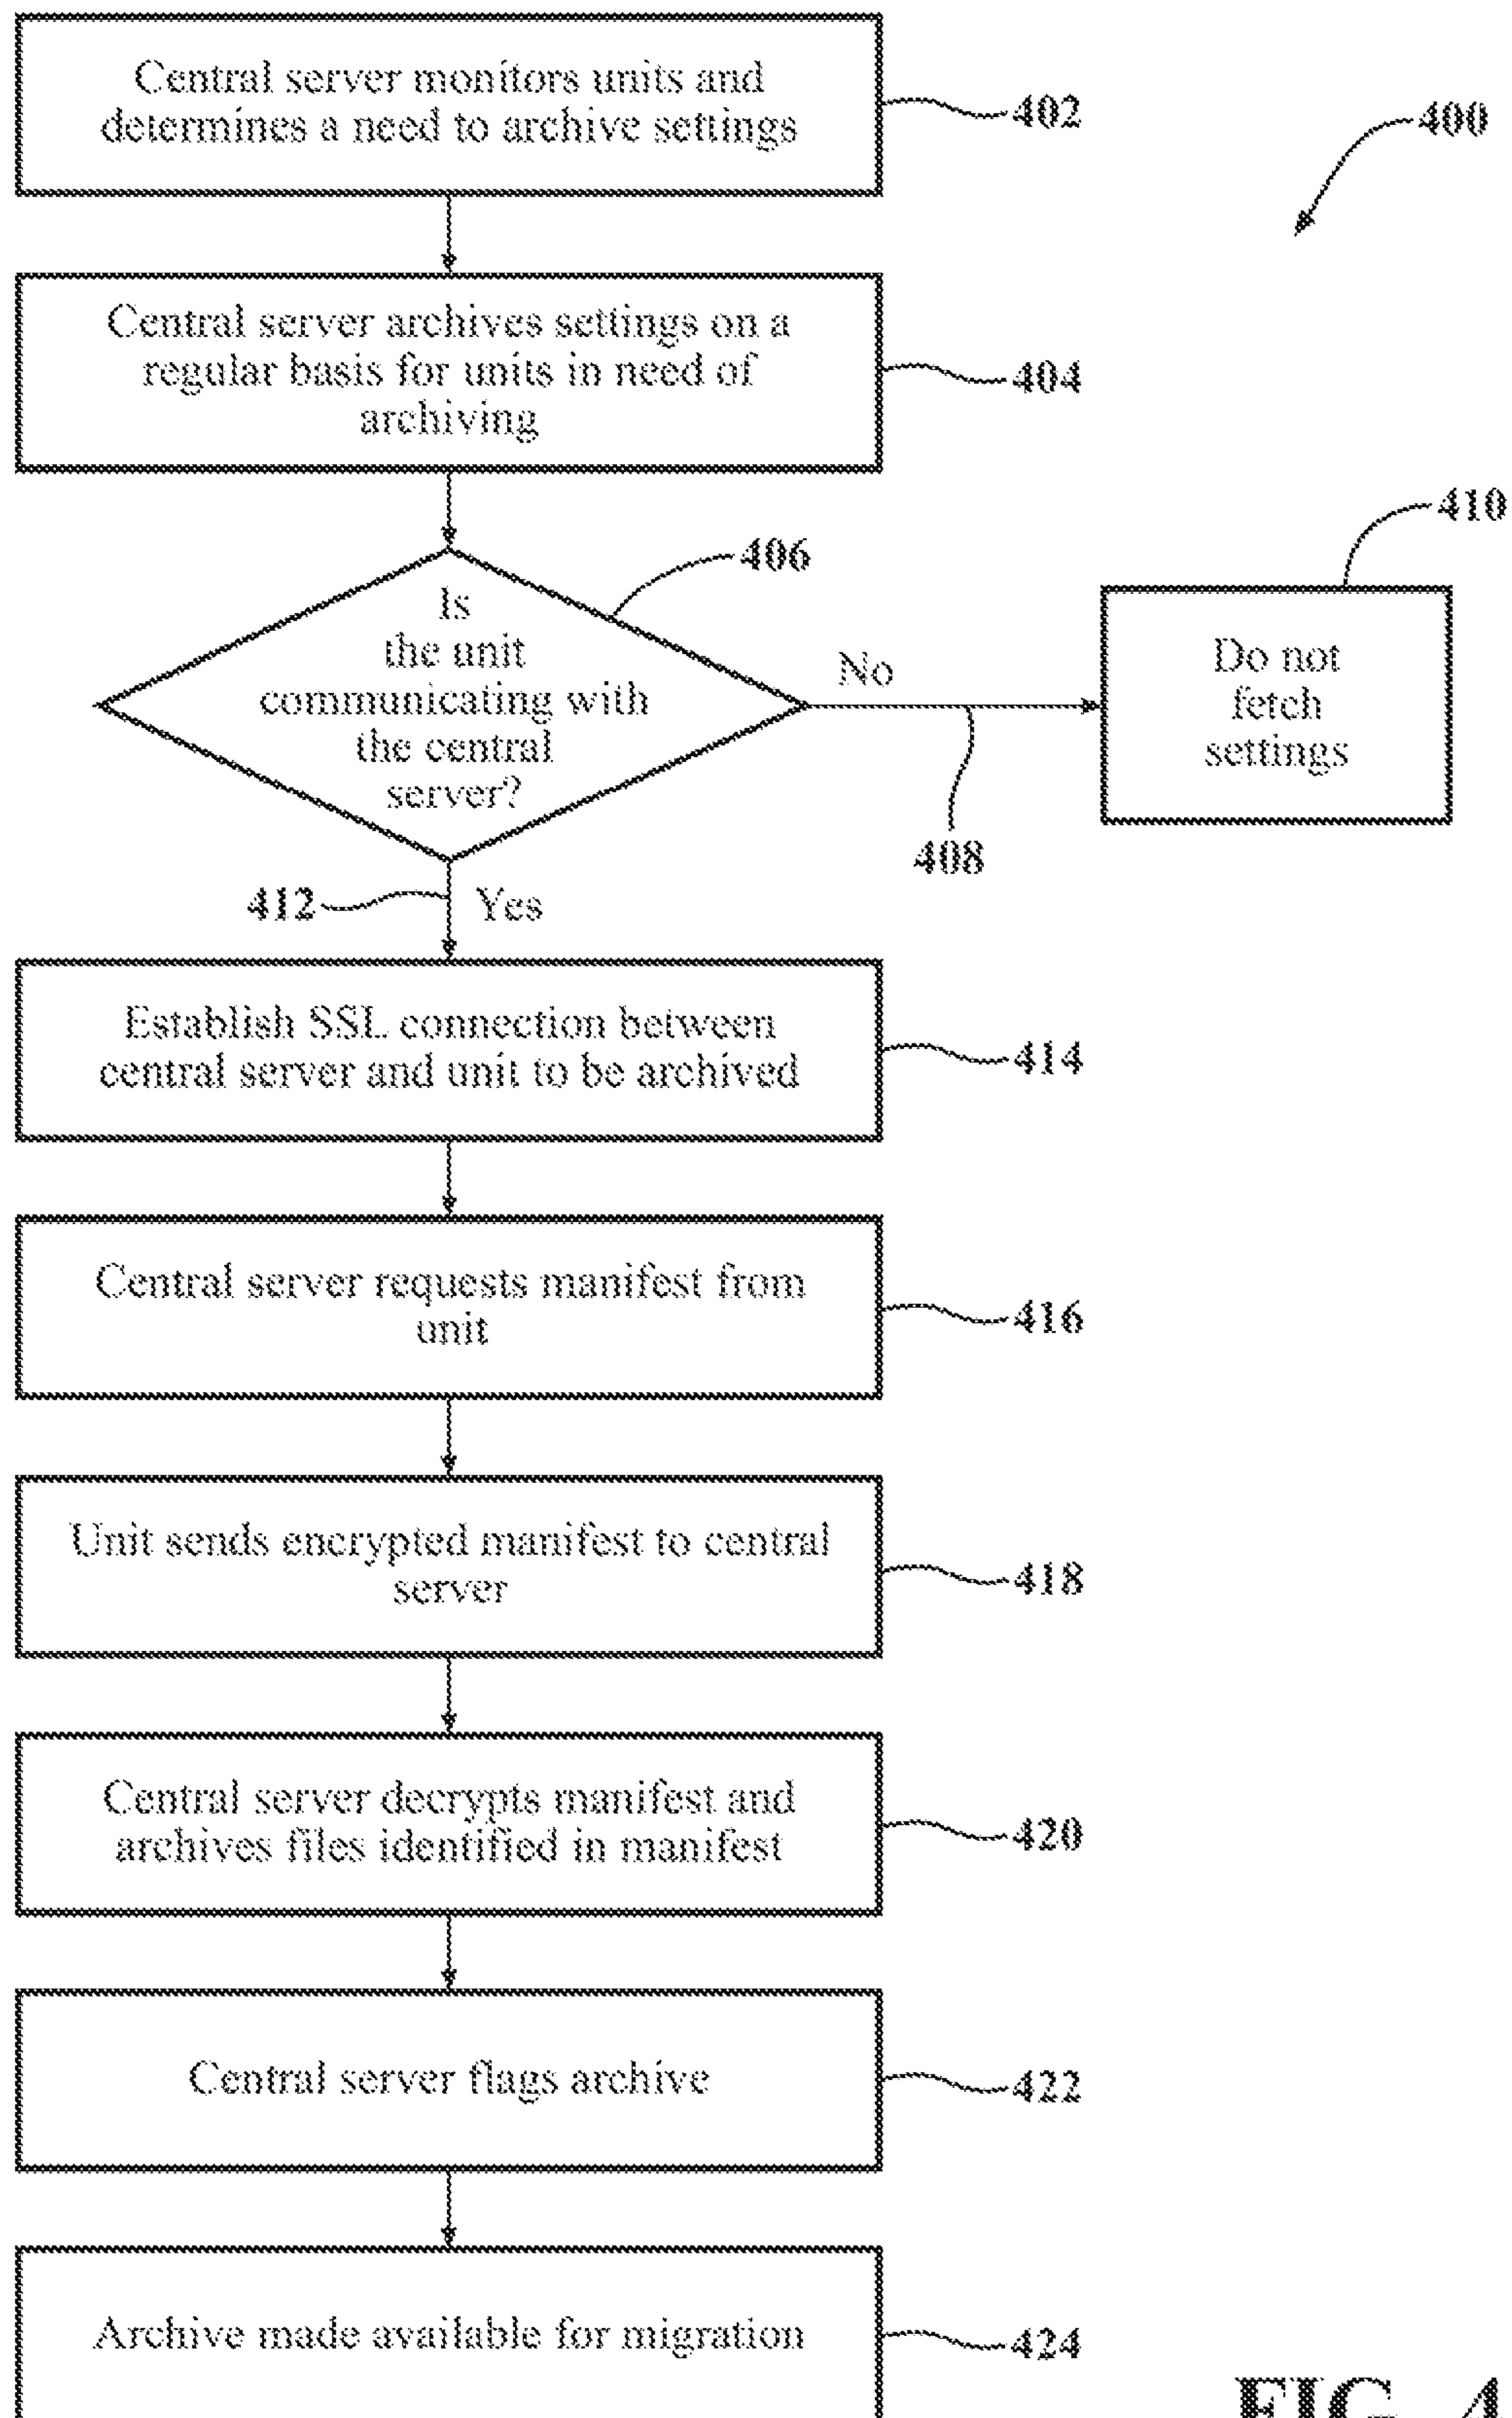 Central server monitors units and
determines a need to archive settings
402
400
Central server archives settings on a
regular basis for units in need of
archiving
404
406
Is
the unit
communicating with
the central
server?
No
408
410
Do not
fetch
settings
412
Yes
Establish SSL connection between
central server and unit to be archived
414
Central server requests manifest from
unit
416
Unit sends encrypted manifest to central
server
418
Central server decrypts manifest and
archives files identified in manifest
420
Central server flags archive
422
Archive made available for migration
424
FIG. 4